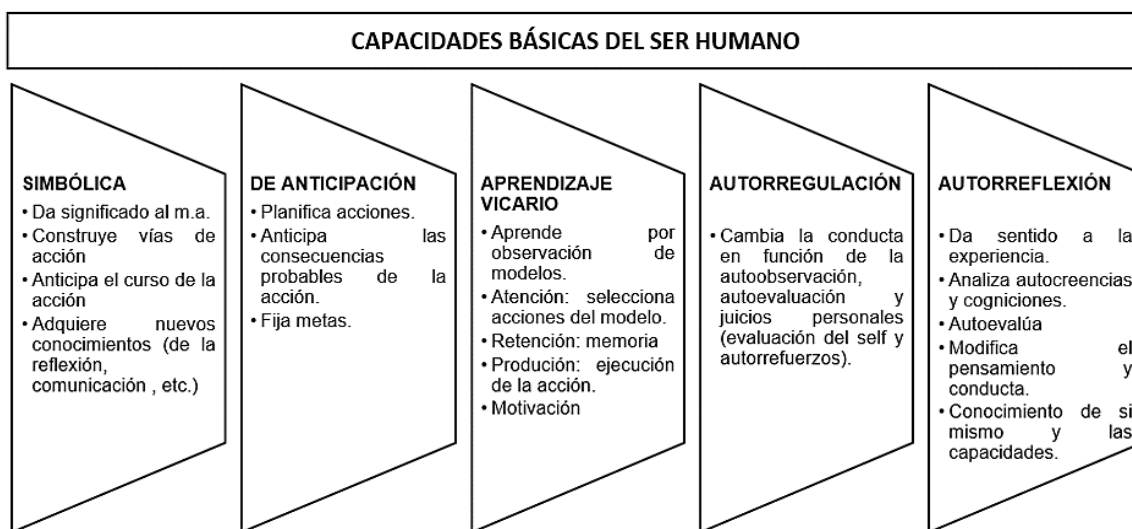 CAPACIDADES BÁSICAS DEL SER HUMANO
SIMBÓLICA
• Da significado al m.a.
• Construye vías de
acción
• Anticipa el curso de la
acción
• Adquiere nuevos
conocimientos (de la
reflexión,
comunicación , etc.)
DE ANTICIPACIÓN
• Planifica acciones.
• Anticipa las
consecuencias
probables de la
acción.
• Fija metas.
APRENDIZAJE
VICARIO
• Aprende por
observación de
modelos.
• Atención: selecciona
acciones del modelo.
• Retención: memoria
• Produción: ejecución
de la acción.
• Motivación
AUTORREGULACIÓN
• Cambia la conducta
en función de la
autoobservación,
autoevaluación y
juicios personales
(evaluación del self y
autorrefuerzos).
AUTORREFLEXIÓN
• Da sentido a la
experiencia.
• Analiza autocreencias
y cogniciones.
• Autoevalúa
• Modifica el
pensamiento y
conducta.
• Conocimiento de si
mismo y las
capacidades.